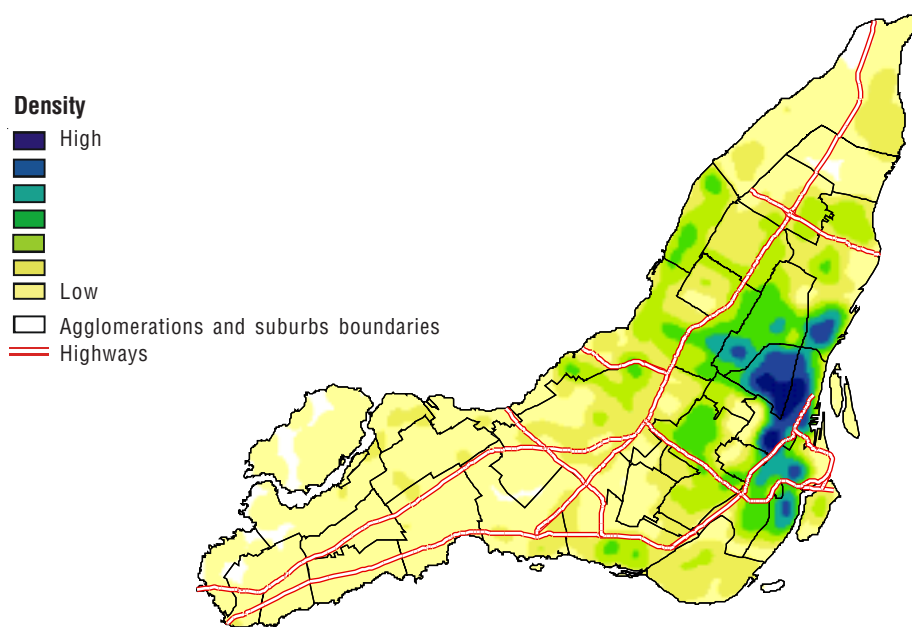 Density
High
Low
Agglomerations and suburbs boundaries
Highways